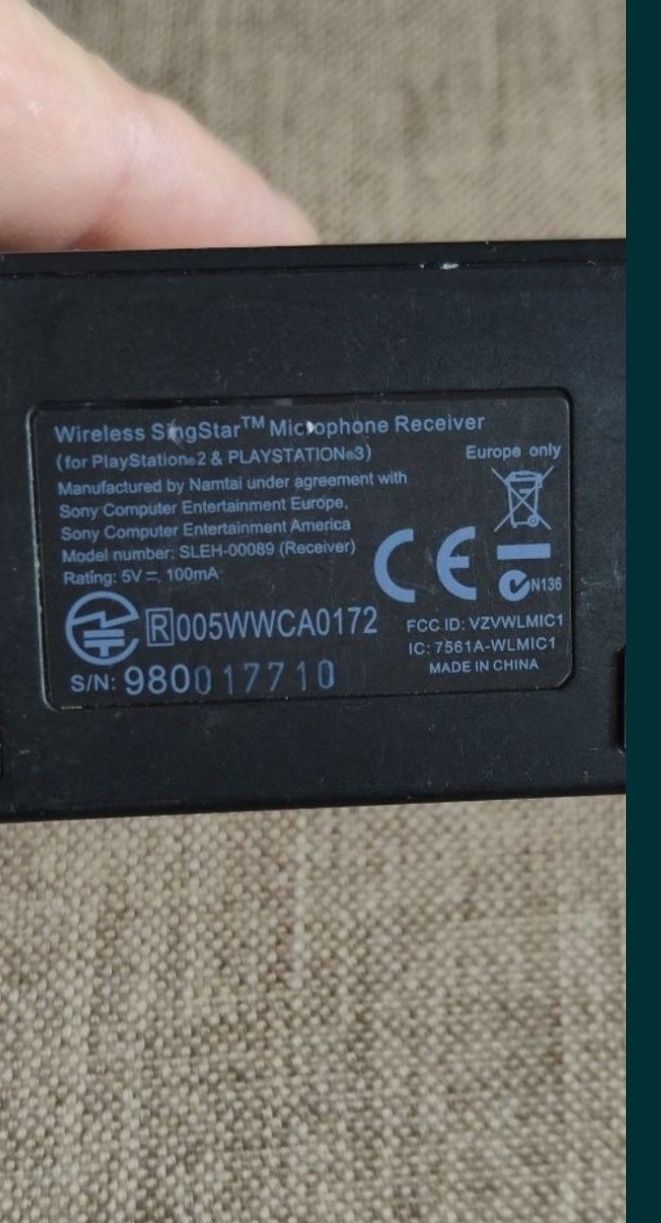 Wireless SingStar™ Microphone Receiver
(for PlayStation®2 & PLAYSTATION®3)
Europe only
Manufactured by Namtai under agreement with
Sony Computer Entertainment Europe,
Sony Computer Entertainment America
Model number: SLEH-00089 (Receiver)
Rating: 5V ⎓, 100mA
CE
N136
R 005WWCA0172
FCC ID: VZVWLMIC1
IC: 7561A-WLMIC1
MADE IN CHINA
S/N: 980017710